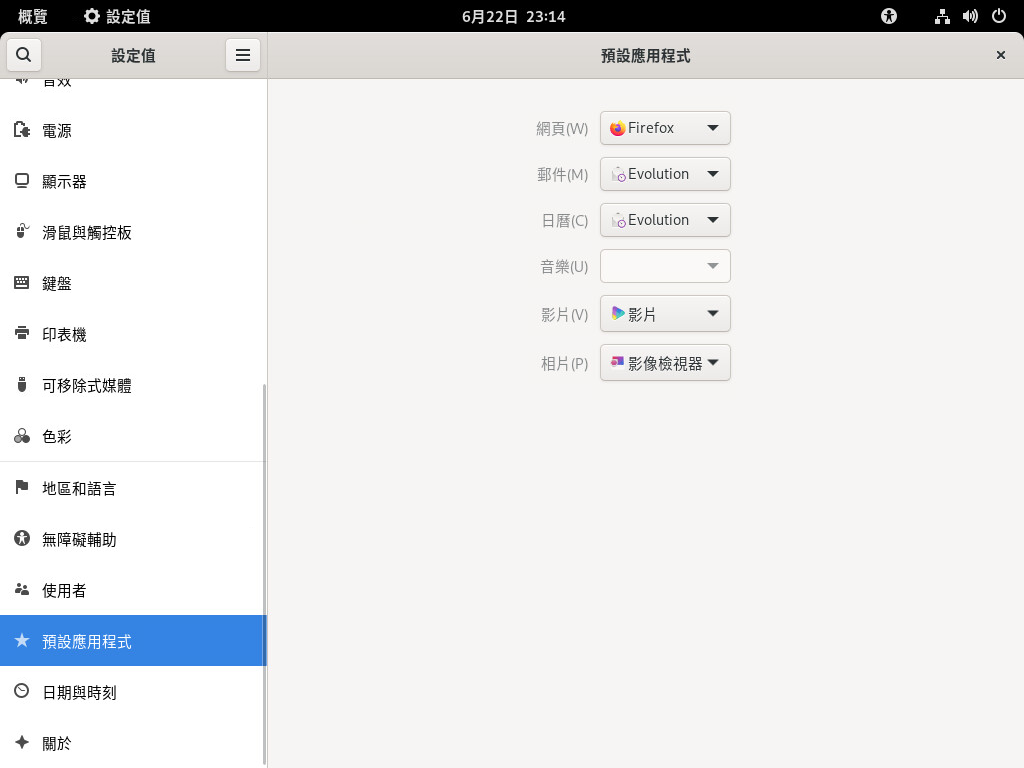 概覽
設定值
6月22日 23:14
設定值
預設應用程式
音效
電源
顯示器
滑鼠與觸控板
鍵盤
印表機
可移除式媒體
色彩
地區和語言
無障礙輔助
使用者
預設應用程式
日期與時刻
關於
網頁(W)
Firefox
郵件(M)
Evolution
日曆(C)
Evolution
音樂(U)
影片(V)
影片
相片(P)
影像檢視器